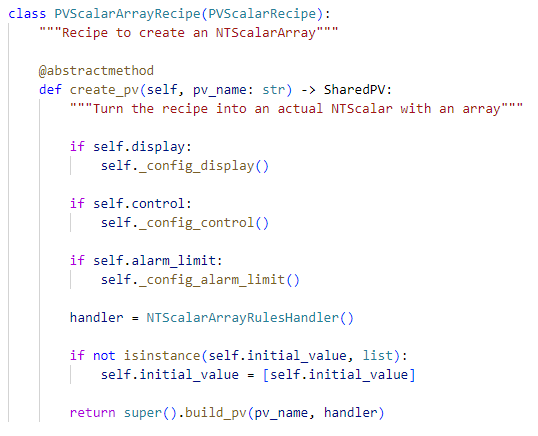 class PVScalarArrayRecipe(PVScalarRecipe):
    """Recipe to create an NTScalarArray"""

    @abstractmethod
    def create_pv(self, pv_name: str) -> SharedPV:
        """Turn the recipe into an actual NTScalar with an array"""

        if self.display:
            self._config_display()

        if self.control:
            self._config_control()

        if self.alarm_limit:
            self._config_alarm_limit()

        handler = NTScalarArrayRulesHandler()

        if not isinstance(self.initial_value, list):
            self.initial_value = [self.initial_value]

        return super().build_pv(pv_name, handler)